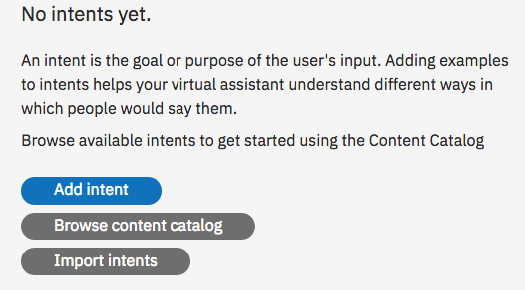 No intents yet.
An intent is the goal or purpose of the user's input. Adding examples
to intents helps your virtual assistant understand different ways in
which people would say them.
Browse available intents to get started using the Content Catalog
Add intent
Browse content catalog
Import intents